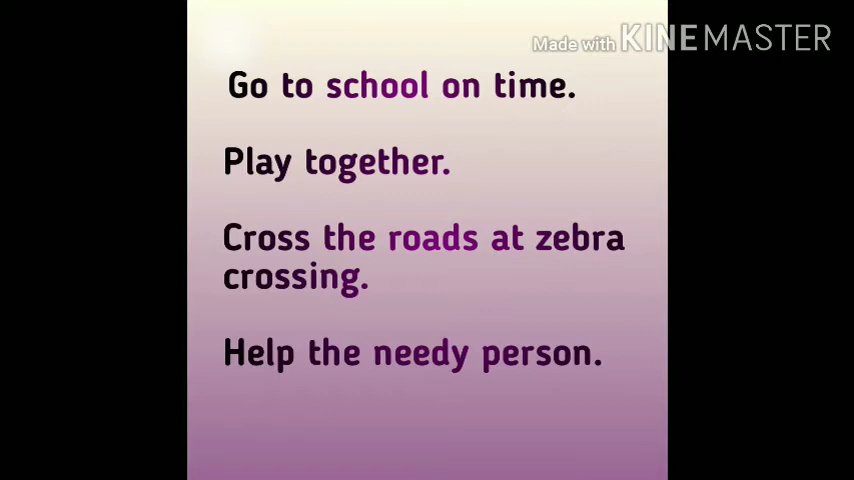 Made with KINEMASTER
Go to school on time.
Play together.
Cross the roads at zebra
crossing.
Help the needy person.